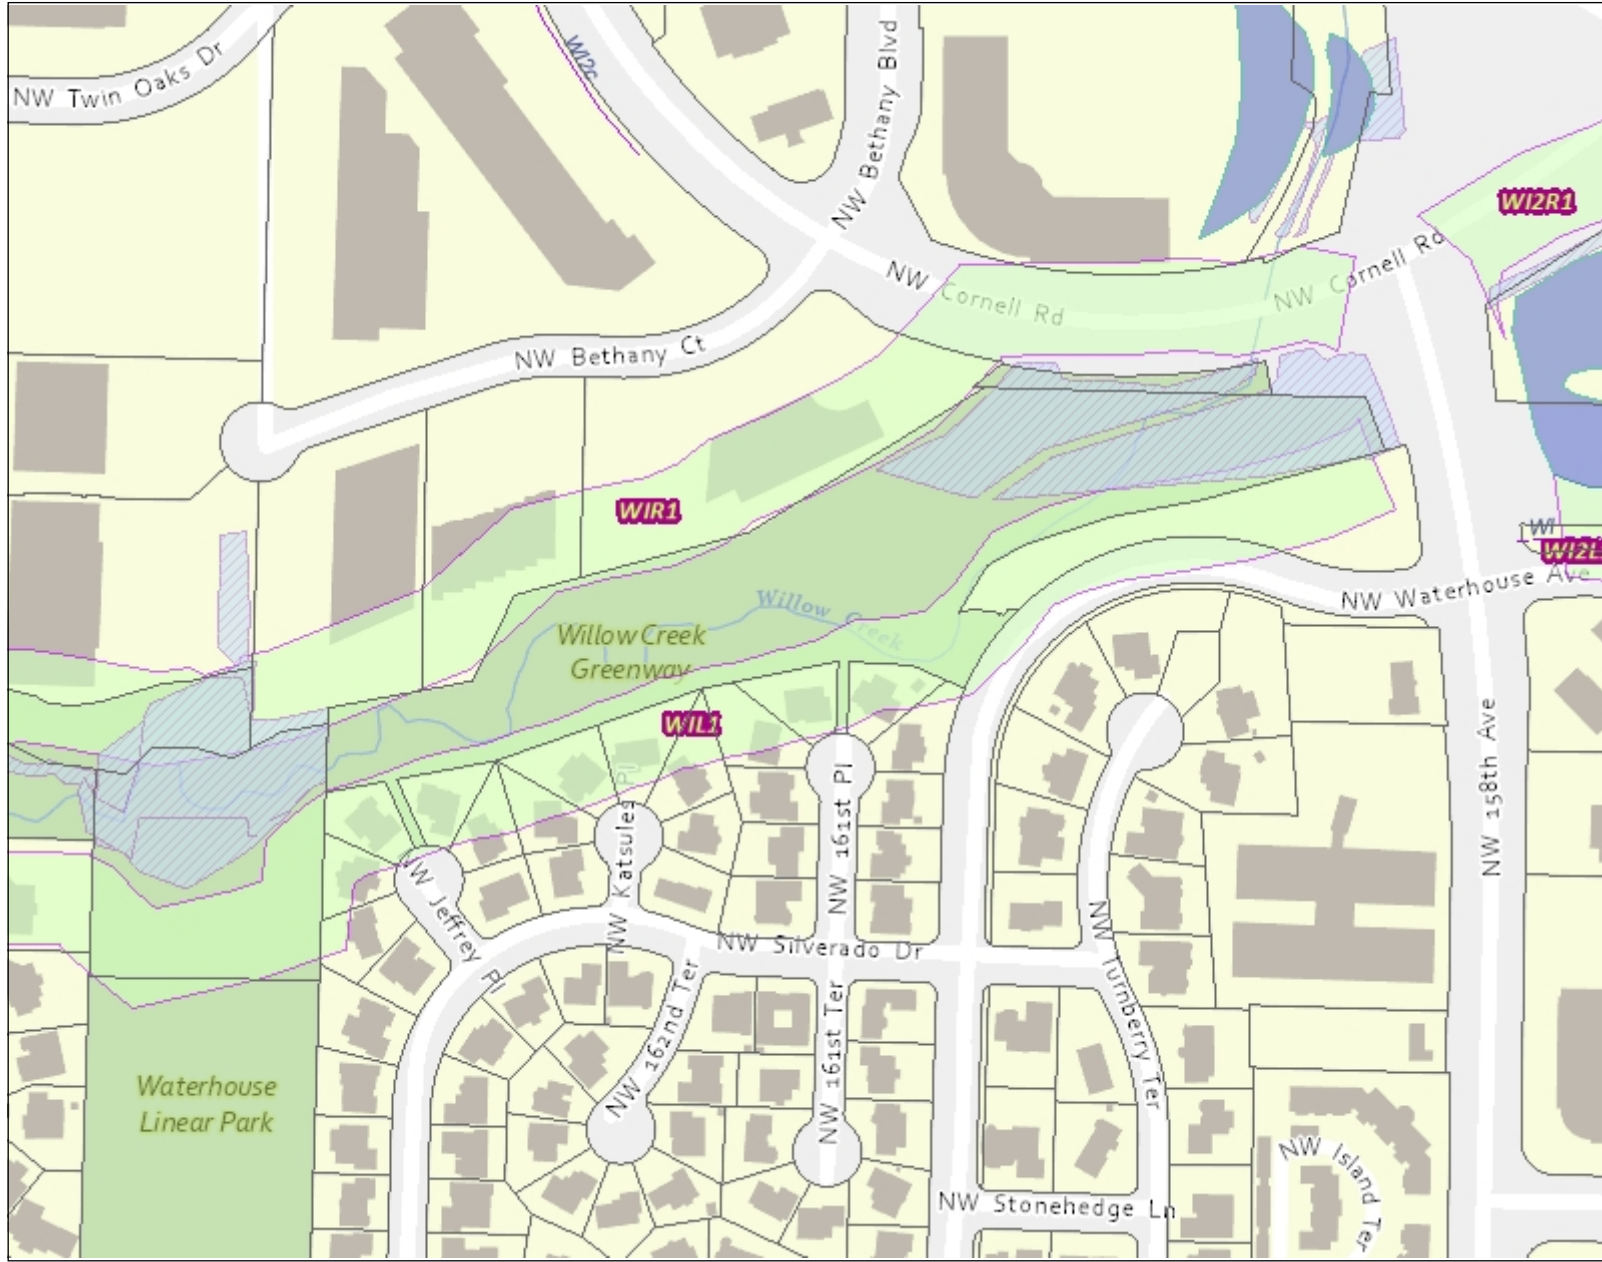 NW Twin Oaks Dr
WI2c
NW Bethany Blvd
WI2R1
NW Cornell Rd
NW Cornell Rd
NW Bethany Ct
WIR1
WI
WI2L
NW Waterhouse Ave
Willow Creek
Willow Creek
Greenway
WIL1
NW 158th Ave
NW Katsules Pl
NW 161st Pl
NW Jeffrey Pl
NW Silverado Dr
NW Turnberry Ter
NW 162nd Ter
NW 161st Ter
Waterhouse
Linear Park
NW Island Ter
NW Stonehedge Ln